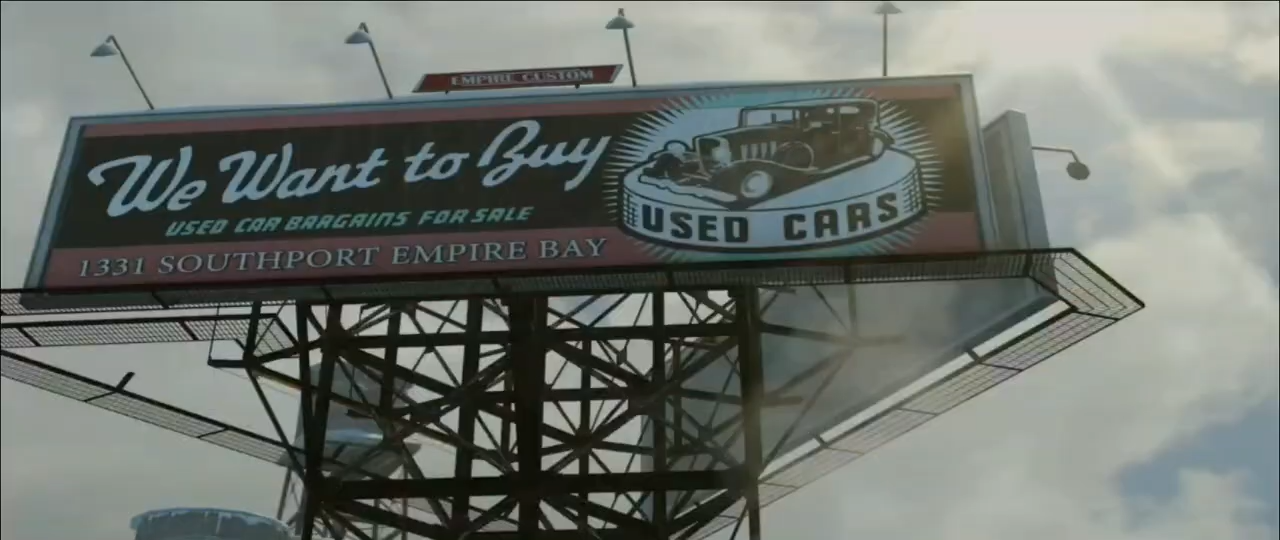 EMPIRE CUSTOM
We Want to Buy
USED CAR BARGAINS FOR SALE
1331 SOUTHPORT EMPIRE BAY
USED CARS